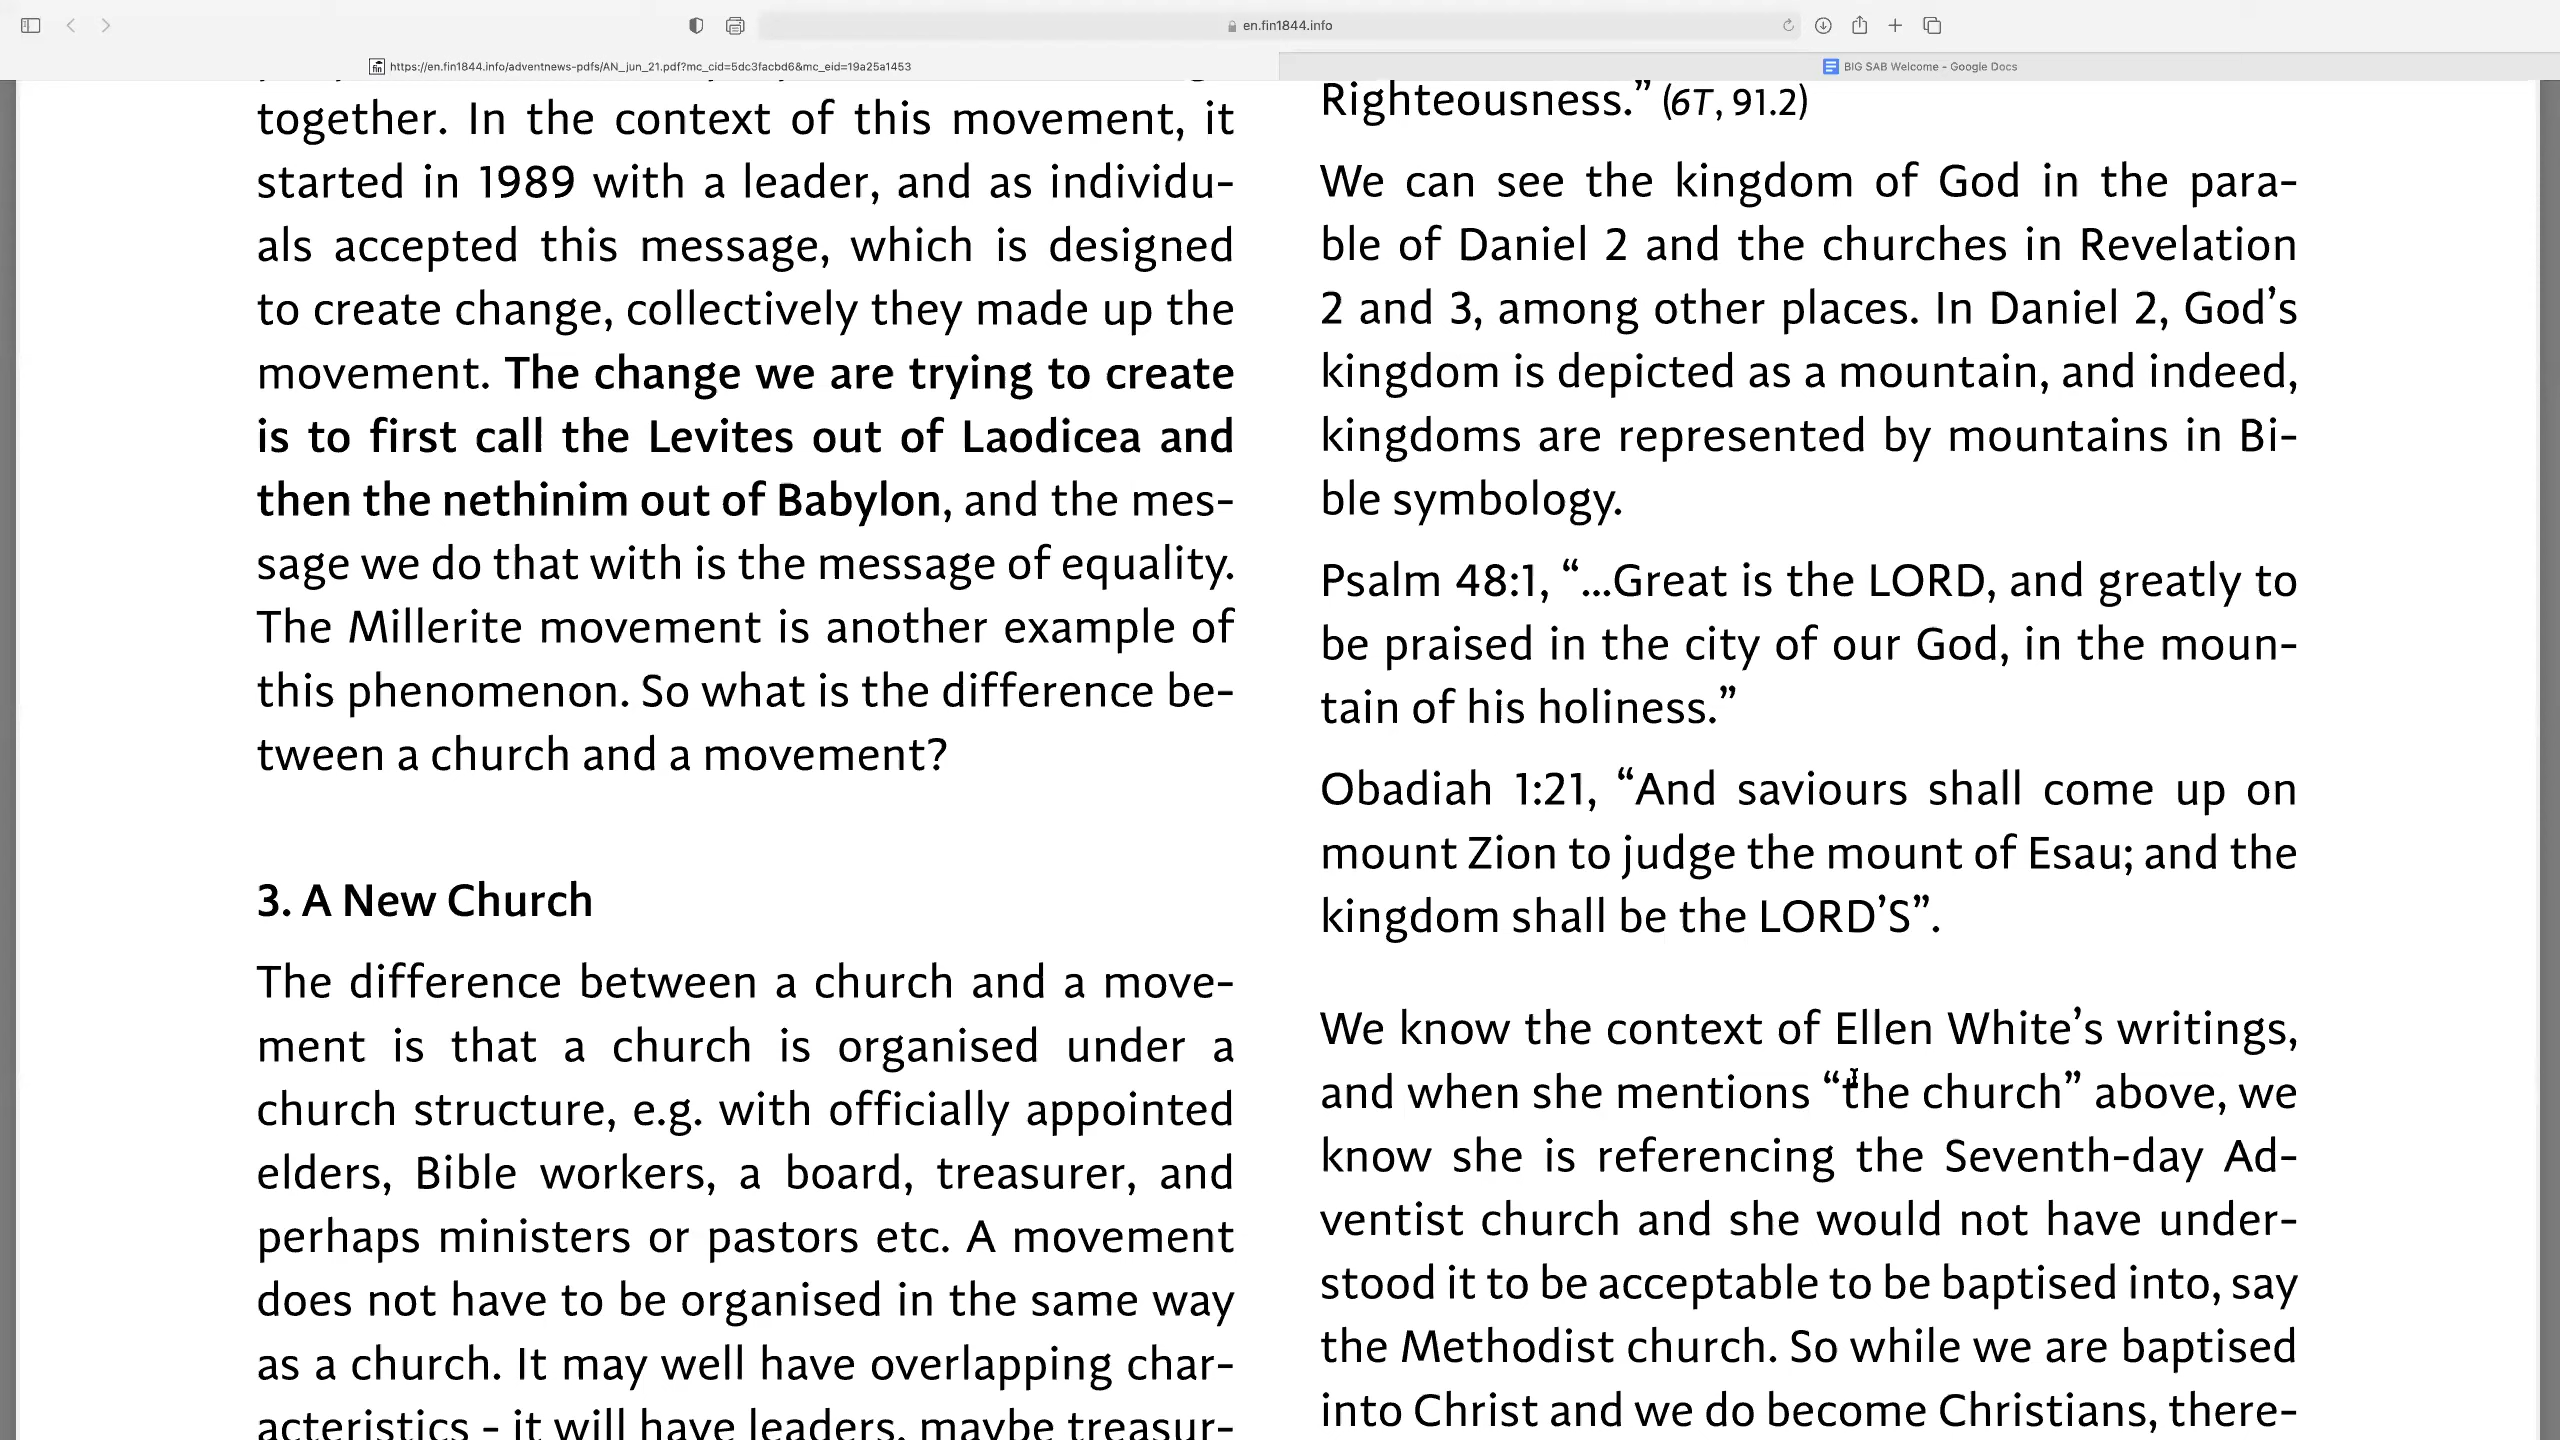 en.fin1844.info
https://en.fin1844.info/adventnews-pdfs/AN_jun_21.pdf?mc_cid=5dc3facbd6&mc_eid=19a25a1453
BIG SAB Welcome - Google Docs
together. In the context of this movement, it
started in 1989 with a leader, and as individu-
als accepted this message, which is designed
to create change, collectively they made up the
movement. The change we are trying to create
is to first call the Levites out of Laodicea and
then the nethinim out of Babylon, and the mes-
sage we do that with is the message of equality.
The Millerite movement is another example of
this phenomenon. So what is the difference be-
tween a church and a movement?
3. A New Church
The difference between a church and a move-
ment is that a church is organised under a
church structure, e.g. with officially appointed
elders, Bible workers, a board, treasurer, and
perhaps ministers or pastors etc. A movement
does not have to be organised in the same way
as a church. It may well have overlapping char-
acteristics - it will have leaders, maybe treasur-
Righteousness.” (6T, 91.2)
We can see the kingdom of God in the para-
ble of Daniel 2 and the churches in Revelation
2 and 3, among other places. In Daniel 2, God’s
kingdom is depicted as a mountain, and indeed,
kingdoms are represented by mountains in Bi-
ble symbology.
Psalm 48:1, “...Great is the LORD, and greatly to
be praised in the city of our God, in the moun-
tain of his holiness.”
Obadiah 1:21, “And saviours shall come up on
mount Zion to judge the mount of Esau; and the
kingdom shall be the LORD’S”.
We know the context of Ellen White’s writings,
and when she mentions “the church” above, we
know she is referencing the Seventh-day Ad-
ventist church and she would not have under-
stood it to be acceptable to be baptised into, say
the Methodist church. So while we are baptised
into Christ and we do become Christians, there-